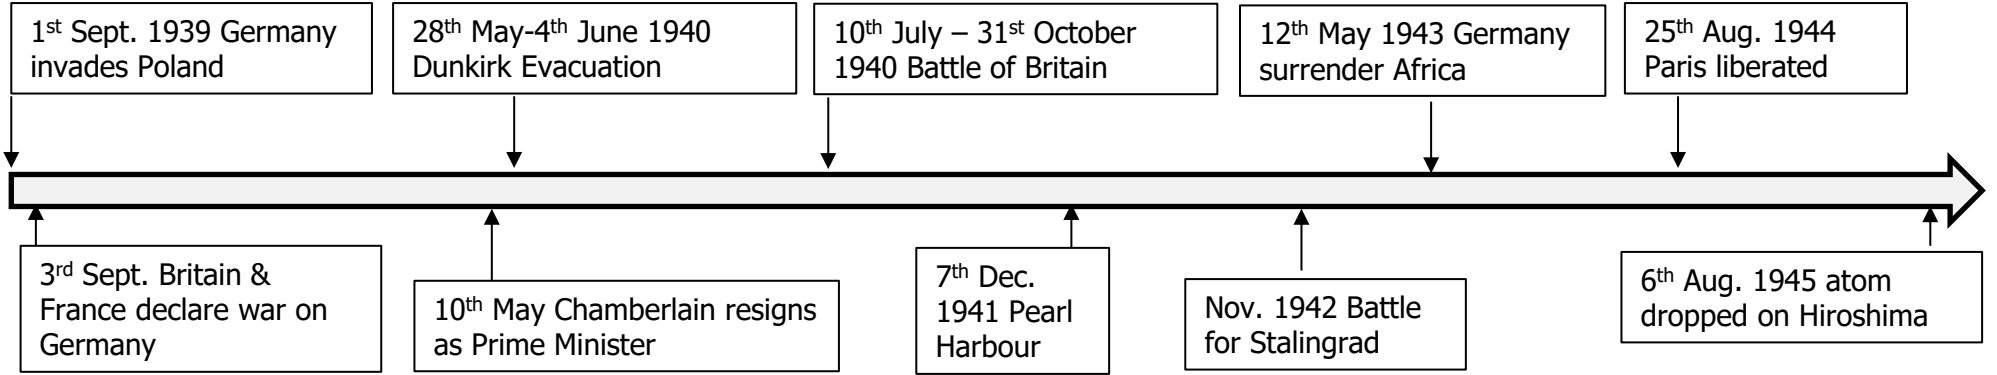 1st Sept. 1939 Germany
invades Poland
28th May-4th June 1940
Dunkirk Evacuation
10th July – 31st October
1940 Battle of Britain
12th May 1943 Germany
surrender Africa
25th Aug. 1944
Paris liberated
3rd Sept. Britain &
France declare war on
Germany
10th May Chamberlain resigns
as Prime Minister
7th Dec.
1941 Pearl
Harbour
Nov. 1942 Battle
for Stalingrad
6th Aug. 1945 atom
dropped on Hiroshima